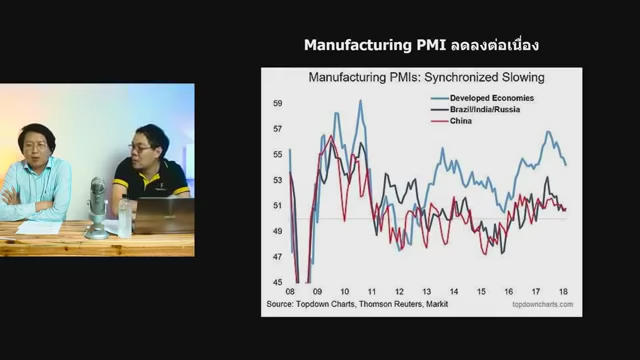 Manufacturing PMI ลดลงต่อเนื่อง
Manufacturing PMIs: Synchronized Slowing
Developed Economies
Brazil/India/Russia
China
59
57
55
53
51
49
47
45
08 09 10 11 12 13 14 15 16 17 18
Source: Topdown Charts, Thomson Reuters, Markit
topdowncharts.com